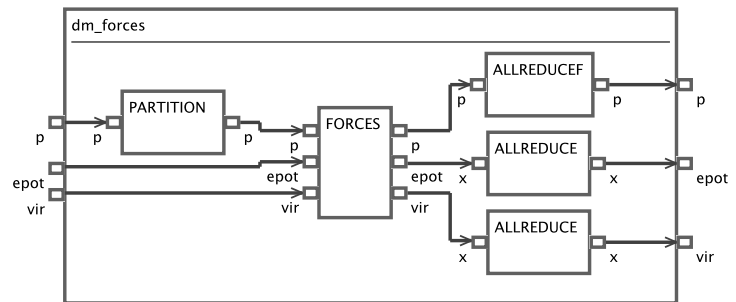 dm_forces
PARTITION
p
p
p
epot
vir
FORCES
p
epot
vir
p
epot
vir
ALLREDUCEF
p
p
p
ALLREDUCE
x
x
epot
ALLREDUCE
x
x
vir